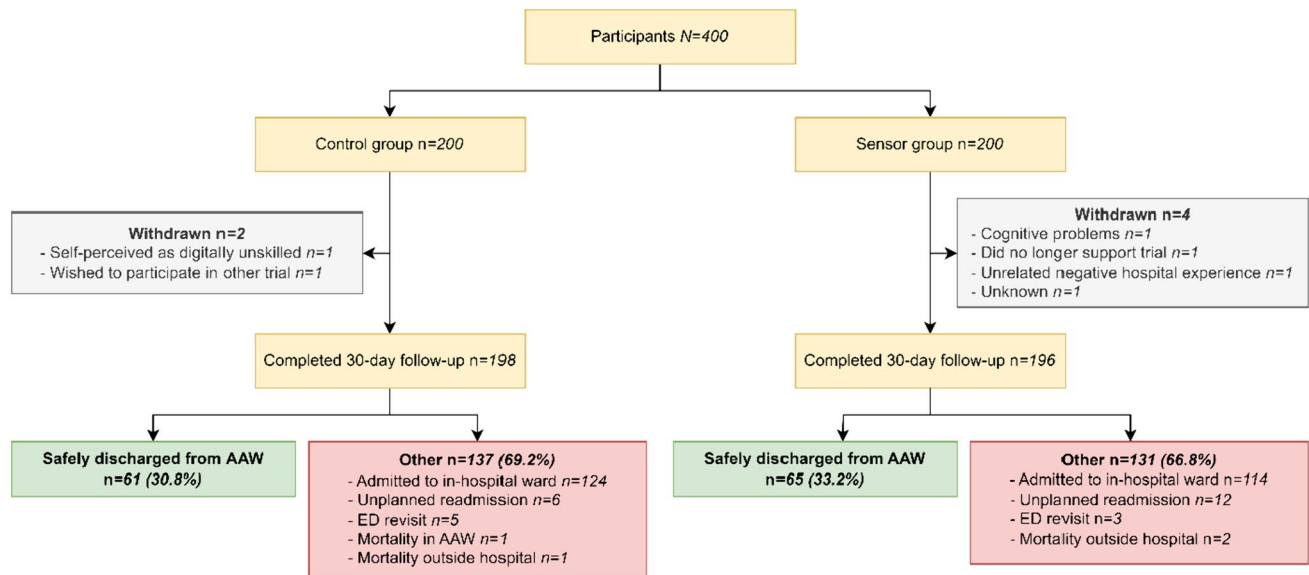 Participants N=400
Control group n=200
Sensor group n=200
Withdrawn n=2
- Self-perceived as digitally unskilled n=1
- Wished to participate in other trial n=1
Withdrawn n=4
- Cognitive problems n=1
- Did no longer support trial n=1
- Unrelated negative hospital experience n=1
- Unknown n=1
Completed 30-day follow-up n=198
Completed 30-day follow-up n=196
Safely discharged from AAW
n=61 (30.8%)
Other n=137 (69.2%)
- Admitted to in-hospital ward n=124
- Unplanned readmission n=6
- ED revisit n=5
- Mortality in AAW n=1
- Mortality outside hospital n=1
Safely discharged from AAW
n=65 (33.2%)
Other n=131 (66.8%)
- Admitted to in-hospital ward n=114
- Unplanned readmission n=12
- ED revisit n=3
- Mortality outside hospital n=2